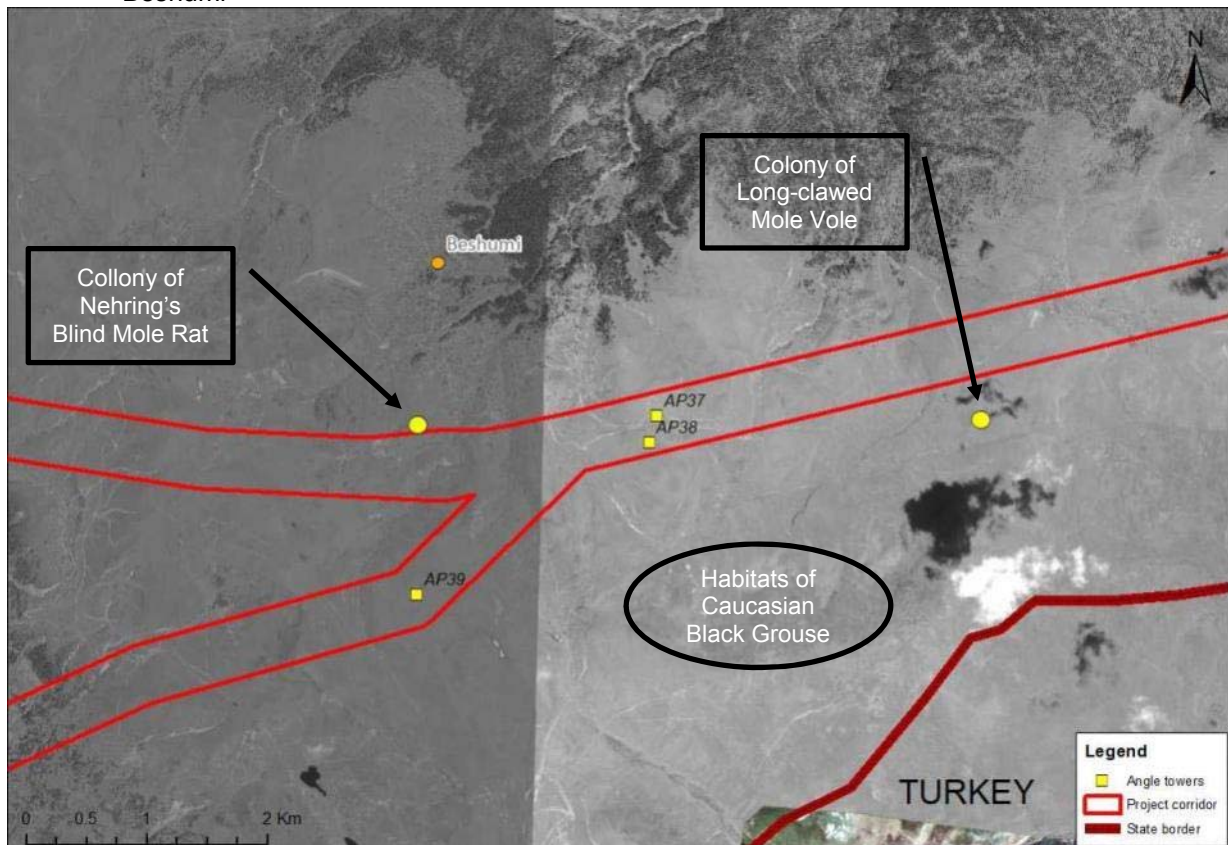 Beshumi
N
Colony of
Long-clawed
Mole Vole
Beshumi
Collony of
Nehring's
Blind Mole Rat
AP37
AP38
AP39
Habitats of
Caucasian
Black Grouse
TURKEY
Legend
Angle towers
Project corridor
State border
0 0.5 1 2 Km